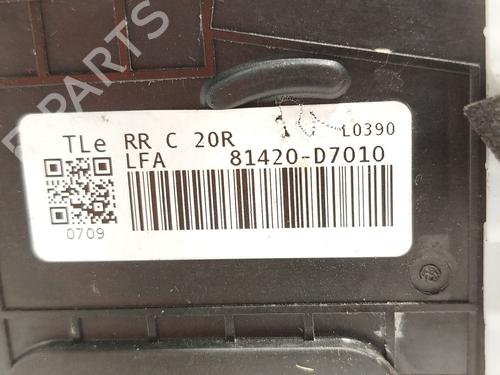 B-PARTS
TLe RR C 20R L0390
LFA 81420-D7010
0709